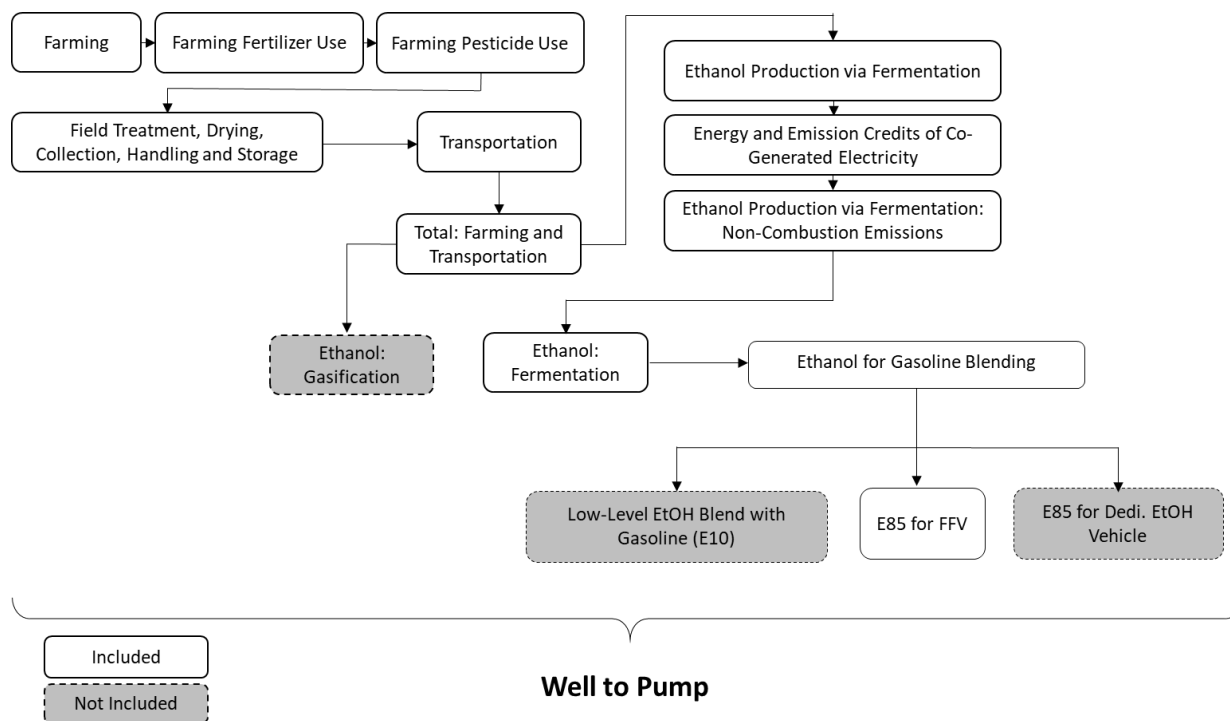 Farming
Farming Fertilizer Use
Farming Pesticide Use
Field Treatment, Drying,
Collection, Handling and Storage
Transportation
Total: Farming and
Transportation
Ethanol Production via Fermentation
Energy and Emission Credits of Co-
Generated Electricity
Ethanol Production via Fermentation:
Non-Combustion Emissions
Ethanol:
Gasification
Ethanol:
Fermentation
Ethanol for Gasoline Blending
Low-Level EtOH Blend with
Gasoline (E10)
E85 for FFV
E85 for Dedi. EtOH
Vehicle
Included
Not Included
Well to Pump